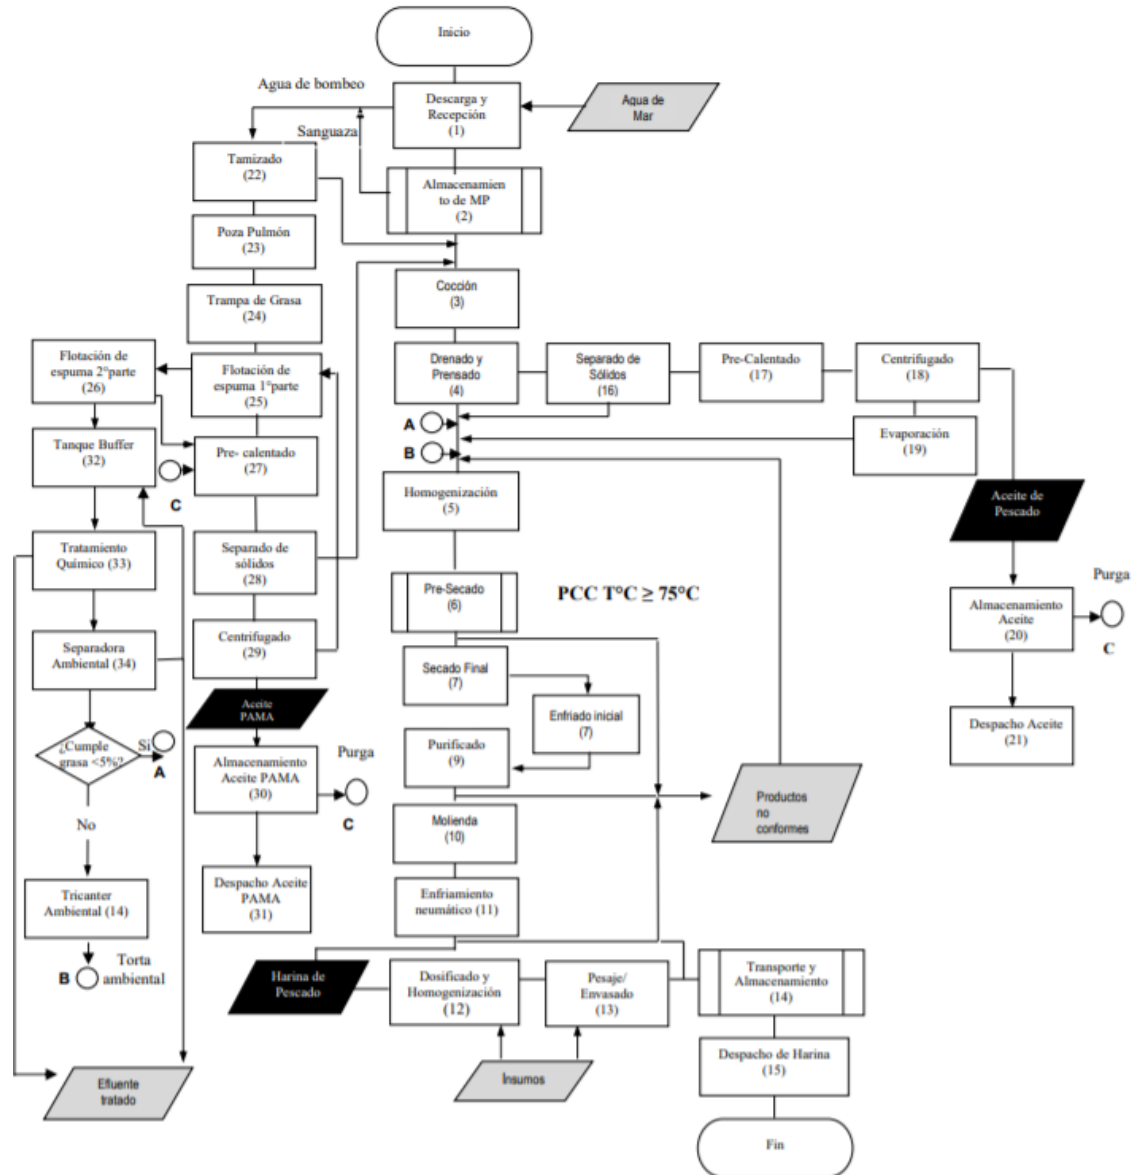 Inicio
Agua de bombeo
Descarga y
Recepción
(1)
Agua de
Mar
Sanguaza
Tamizado
(22)
Almacenamien
to de MP
(2)
Poza Pulmón
(23)
Cocción
(3)
Trampa de Grasa
(24)
Flotación de
espuma 2°parte
(26)
Flotación de
espuma 1°parte
(25)
Drenado y
Prensado
(4)
Separado de
Sólidos
(16)
Pre-Calentado
(17)
Centrifugado
(18)
A
B
Evaporación
(19)
Tanque Buffer
(32)
C
Pre- calentado
(27)
Homogenización
(5)
Aceite de
Pescado
Tratamiento
Químico (33)
Separado de
sólidos
(28)
Pre-Secado
(6)
PCC T°C ≥ 75°C
Almacenamiento
Aceite
(20)
Purga
C
Separadora
Ambiental (34)
Centrifugado
(29)
Secado Final
(7)
Enfriado inicial
(7)
Despacho Aceite
(21)
Aceite
PAMA
¿Cumple
grasa <5%?
Si
A
Purificado
(9)
Almacenamiento
Aceite PAMA
(30)
Purga
C
Productos
no
conformes
No
Molienda
(10)
Despacho Aceite
PAMA
(31)
Tricanter
Ambiental (14)
Enfriamiento
neumático (11)
B
Torta
ambiental
Harina de
Pescado
Dosificado y
Homogenización
(12)
Pesaje/
Envasado
(13)
Transporte y
Almacenamiento
(14)
Insumos
Despacho de Harina
(15)
Efluente
tratado
Fin